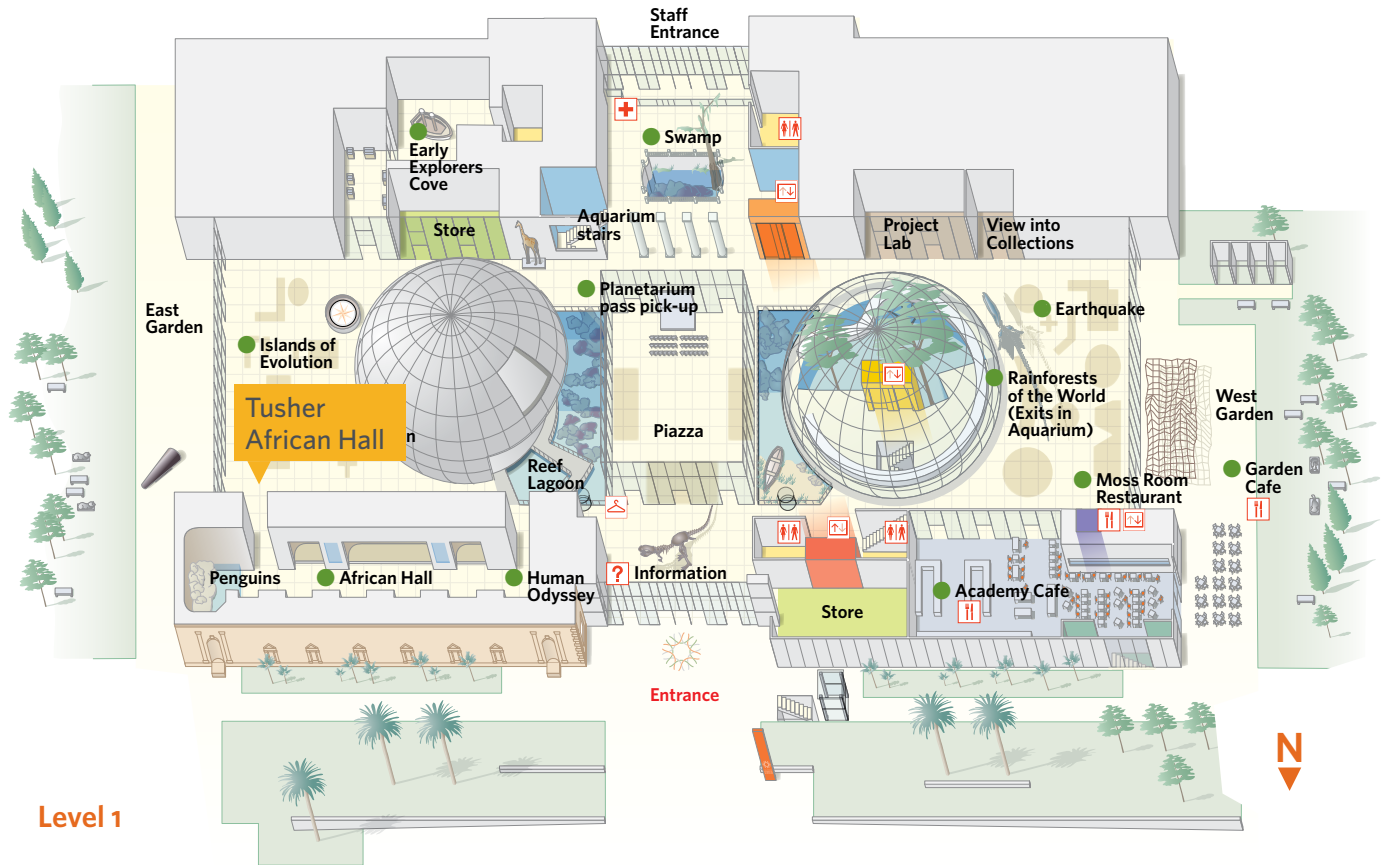 Staff
Entrance
Swamp
Early
Explorers
Cove
Store
Aquarium
stairs
Project
Lab
View into
Collections
Planetarium
pass pick-up
East
Garden
Islands of
Evolution
Earthquake
Rainforests
of the World
(Exits in
Aquarium)
West
Garden
Tusher
African Hall
n
Piazza
Reef
Lagoon
Moss Room
Restaurant
Garden
Cafe
Penguins
African Hall
Human
Odyssey
? Information
Academy Cafe
Store
Entrance
N
Level 1